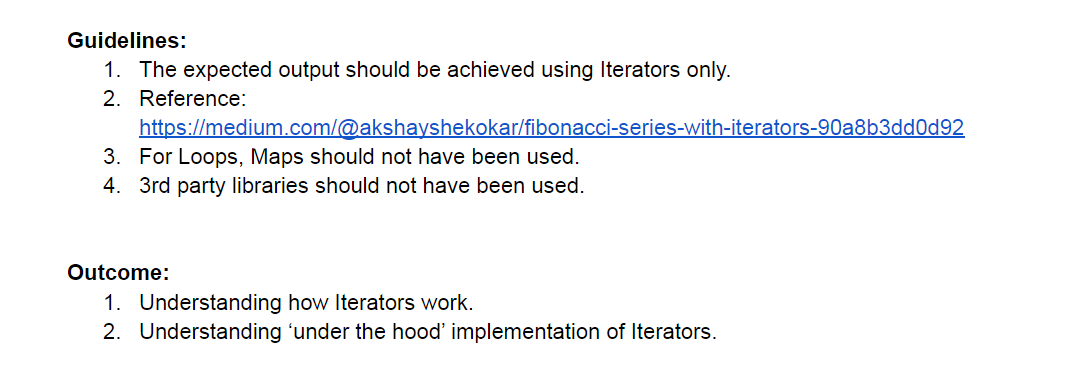 Guidelines:
1. The expected output should be achieved using Iterators only.
2. Reference:
https://medium.com/@akshayshekokar/fibonacci-series-with-iterators-90a8b3dd0d92
3. For Loops, Maps should not have been used.
4. 3rd party libraries should not have been used.
Outcome:
1. Understanding how Iterators work.
2. Understanding ‘under the hood’ implementation of Iterators.